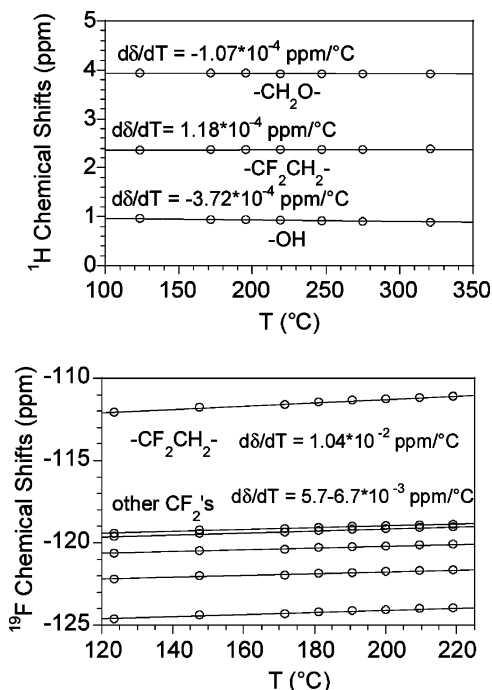 ¹H Chemical Shifts (ppm)
5
4
3
2
1
0
dδ/dT = -1.07*10⁻⁴ ppm/°C
-CH₂O-
dδ/dT= 1.18*10⁻⁴ ppm/°C
-CF₂CH₂-
dδ/dT= -3.72*10⁻⁴ ppm/°C
-OH
100 150 200 250 300 350
T (°C)
¹⁹F Chemical Shifts (ppm)
-110
-115
-120
-125
-CF₂CH₂- dδ/dT = 1.04*10⁻² ppm/°C
other CF₂'s dδ/dT = 5.7-6.7*10⁻³ ppm/°C
120 140 160 180 200 220
T (°C)